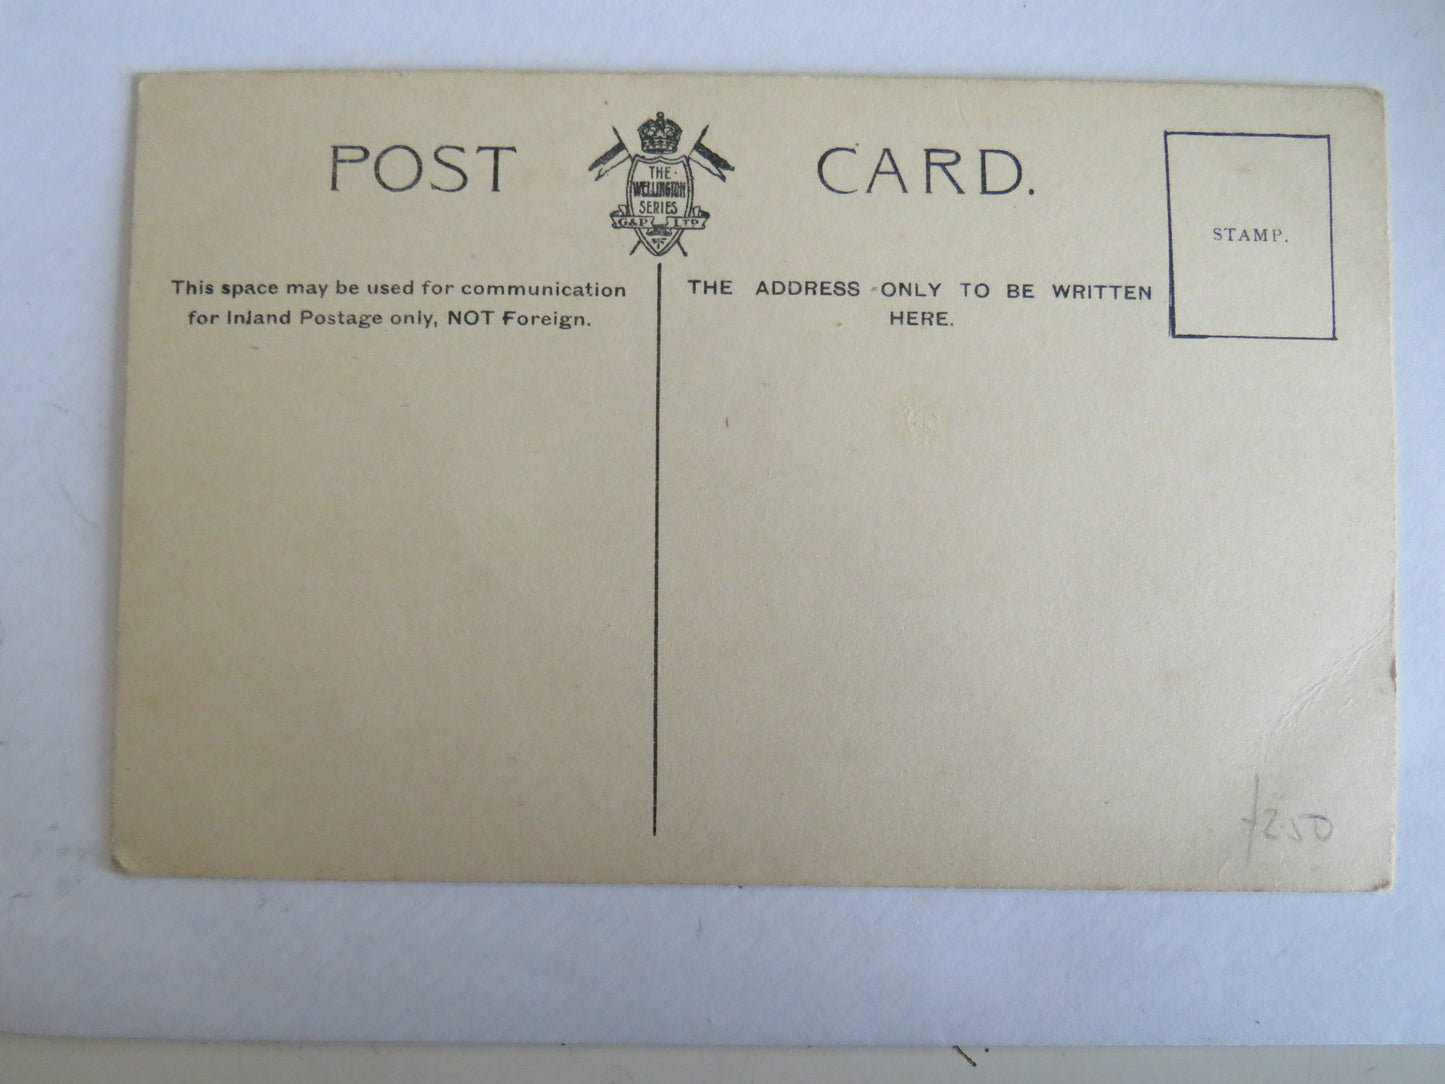 POST CARD.
THE
WELLINGTON
SERIES
G&P LTD
STAMP.
This space may be used for communication
for Inland Postage only, NOT Foreign.
THE ADDRESS ONLY TO BE WRITTEN
HERE.
£2.50